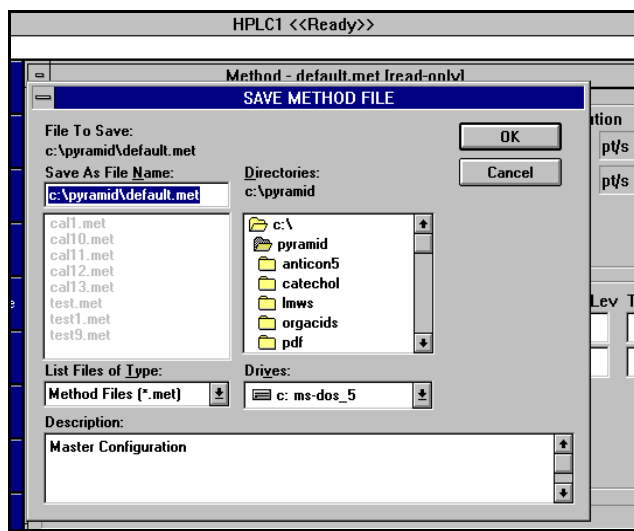 HPLC1 <<Ready>>
Method - default.met [read-only]
SAVE METHOD FILE
File To Save:
c:\pyramid\default.met
Save As File Name:
c:\pyramid\default.met
cal1.met
cal10.met
cal11.met
cal12.met
cal13.met
test.met
test1.met
test9.met
List Files of Type:
Method Files (*.met)
Directories:
c:\pyramid
c:\
pyramid
anticon5
catechol
lmws
orgacids
pdf
Drives:
c: ms-dos_5
OK
Cancel
Description:
Master Configuration
ution
pt/s
pt/s
Lev T